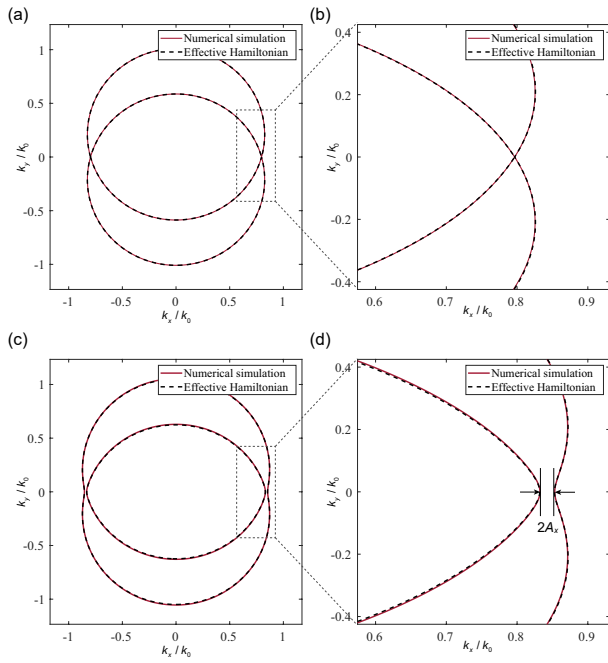 (a)
Numerical simulation
Effective Hamiltonian
1
0.5
0
-0.5
-1
k_y / k_0
-1 -0.5 0 0.5 1
k_x / k_0
(b)
Numerical simulation
Effective Hamiltonian
0.4
0.2
0
-0.2
-0.4
k_y / k_0
0.6 0.7 0.8 0.9
k_x / k_0
(c)
Numerical simulation
Effective Hamiltonian
1
0.5
0
-0.5
-1
k_y / k_0
-1 -0.5 0 0.5 1
k_x / k_0
(d)
Numerical simulation
Effective Hamiltonian
0.4
0.2
0
-0.2
-0.4
k_y / k_0
2A_x
0.6 0.7 0.8 0.9
k_x / k_0